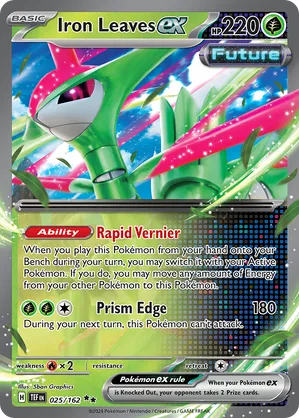 BASIC Iron Leaves ex HP 220
Future
Ability Rapid Vernier
When you play this Pokémon from your hand onto your
Bench during your turn, you may switch it with your Active
Pokémon. If you do, you may move any amount of Energy
from your other Pokémon to this Pokémon.
Prism Edge 180
During your next turn, this Pokémon can't attack.
weakness ×2 resistance retreat
Illus. 5ban Graphics
H TEF EN 025/162 ★★
Pokémon ex rule
When your Pokémon ex
is Knocked Out, your opponent takes 2 Prize cards.
©2024 Pokémon / Nintendo / Creatures / GAME FREAK